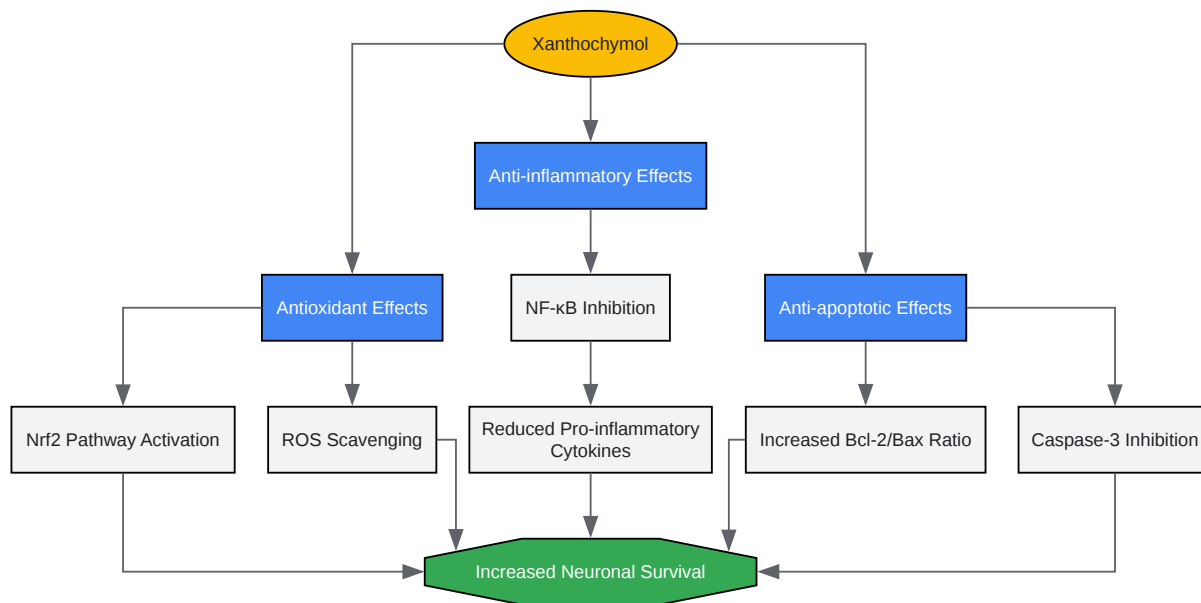 Xanthochymol
Anti-inflammatory Effects
Antioxidant Effects
NF-κB Inhibition
Anti-apoptotic Effects
Nrf2 Pathway Activation
ROS Scavenging
Reduced Pro-inflammatory
Cytokines
Increased Bcl-2/Bax Ratio
Caspase-3 Inhibition
Increased Neuronal Survival